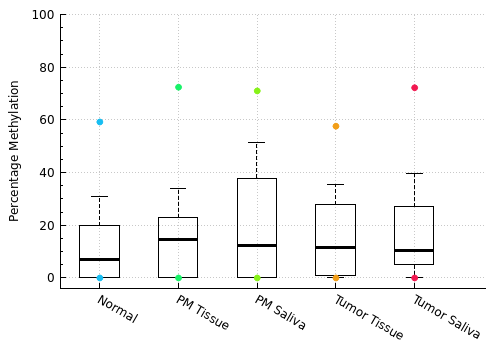 100
80
60
40
20
0
Percentage Methylation
Normal
PM Tissue
PM Saliva
Tumor Tissue
Tumor Saliva